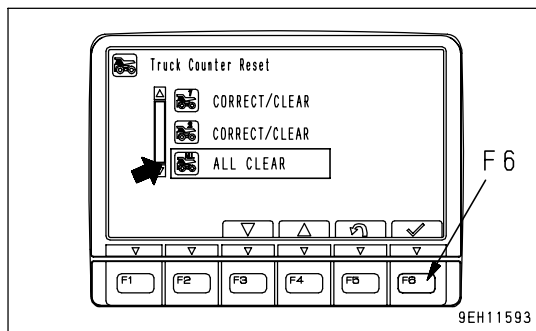 Truck Counter Reset
CORRECT/CLEAR
CORRECT/CLEAR
ALL CLEAR
F6
F1 F2 F3 F4 F5 F6
9EH11593